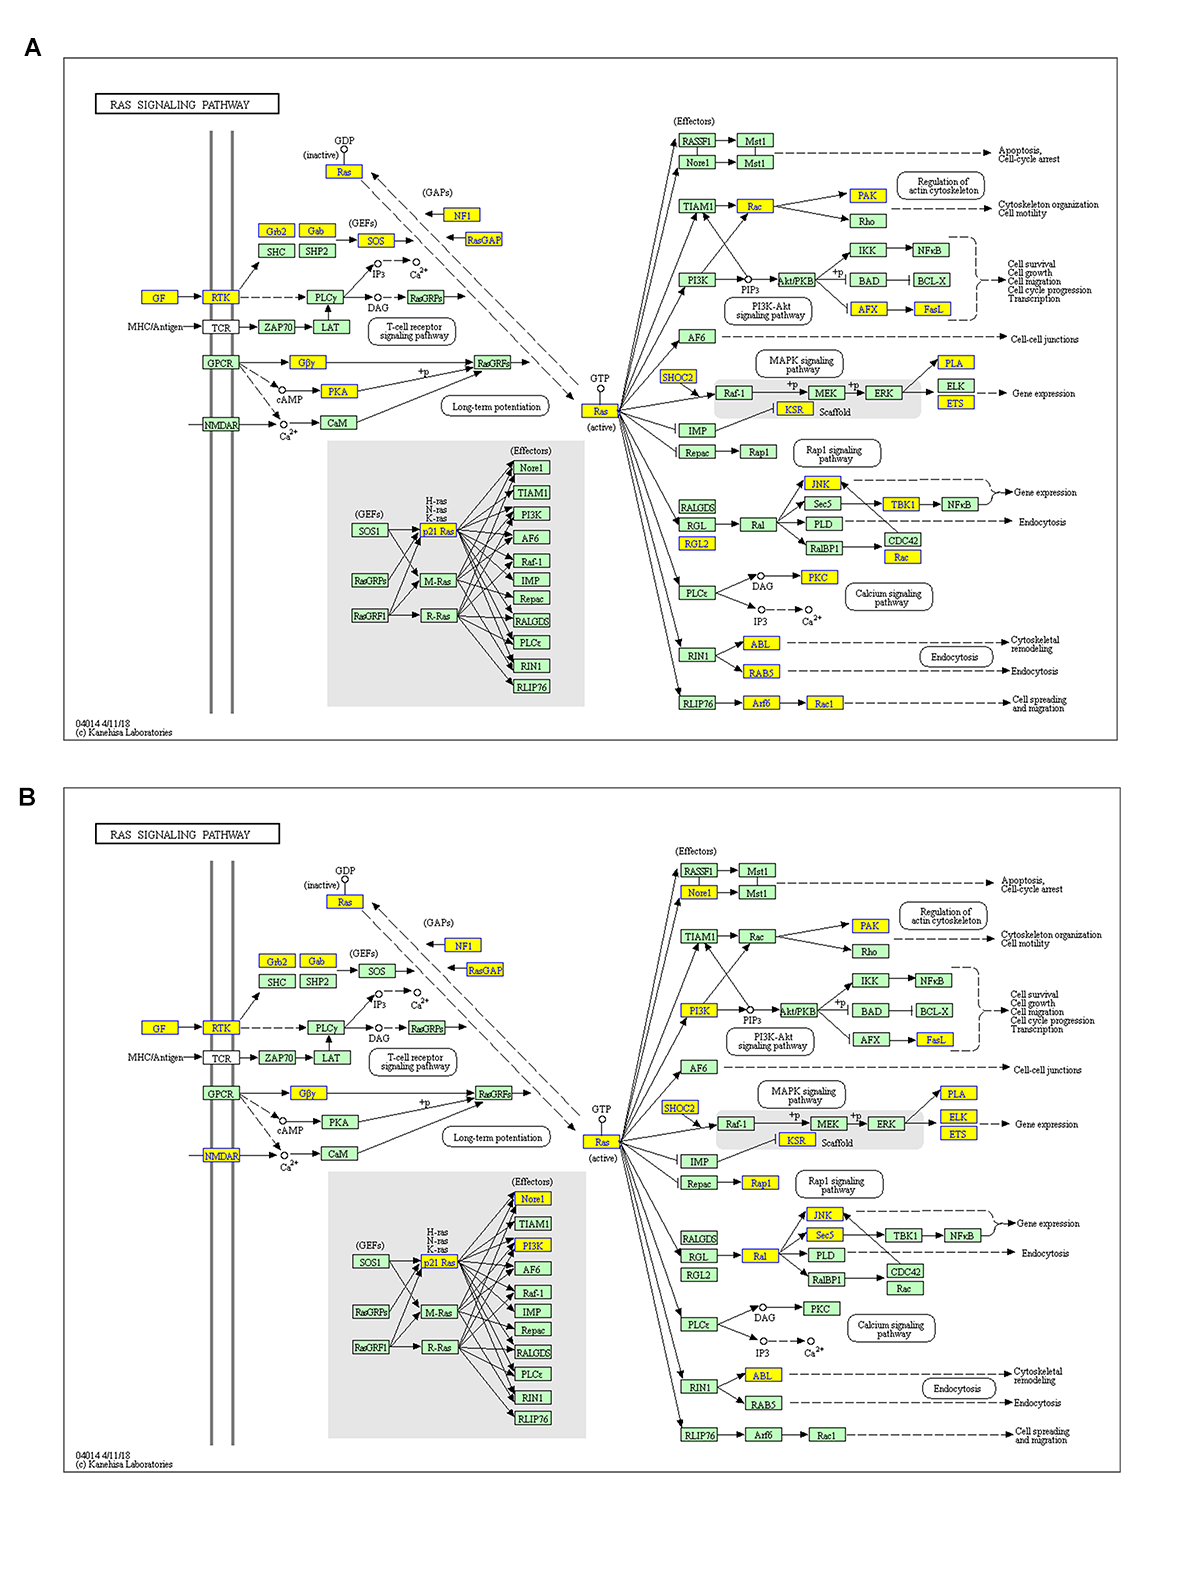 A
RAS SIGNALING PATHWAY
(Effectors)
GDP
(inactive)
Ras
RASSF1
Mst1
Nore1
Mst1
Apoptosis,
Cell-cycle arrest
(GAPs)
NF1
RasGAP
Regulation of
actin cytoskeleton
TIAM1
Rac
PAK
Rho
Cytoskeleton organization
Cell motility
Grb2
Gab
(GEFs)
SOS
SHC
SHP2
IP3
Ca2+
IKK
NFκB
PI3K
PIP3
Akt/PKB
+p
BAD
BCL-X
Cell survival
Cell growth
Cell migration
Cell cycle progression
Transcription
GF
RTK
PLCγ
DAG
RasGRPs
PI3K-Akt
signaling pathway
AFX
FasL
MHC/Antigen
TCR
ZAP70
LAT
T-cell receptor
signaling pathway
AF6
Cell-cell junctions
GPCR
Gβγ
RasGRFs
MAPK signaling
pathway
PLA
cAMP
PKA
+p
SHOC2
GTP
Raf-1
+p
MEK
+p
ERK
ELK
ETS
Gene expression
Long-term potentiation
Ras
(active)
KSR
Scaffold
NMDAR
Ca2+
CaM
IMP
Repac
Rap1
Rap1 signaling
pathway
(Effectors)
Nore1
TIAM1
PI3K
AF6
Raf-1
IMP
Repac
RALGDS
PLCε
RIN1
RLIP76
H-ras
N-ras
K-ras
(GEFs)
SOS1
p21 Ras
RasGRPs
M-Ras
RasGRF1
R-Ras
JNK
RALGDS
Sec5
TBK1
NFκB
Gene expression
RGL
Ral
PLD
Endocytosis
RGL2
RalBP1
CDC42
Rac
PLCε
DAG
PKC
IP3
Ca2+
Calcium signaling
pathway
RIN1
ABL
Cytoskeletal
remodeling
Endocytosis
RAB5
Endocytosis
RLIP76
Arf6
Rac1
Cell spreading
and migration
04014 4/11/18
(c) Kanehisa Laboratories
B
RAS SIGNALING PATHWAY
(Effectors)
GDP
(inactive)
Ras
RASSF1
Mst1
Nore1
Mst1
Apoptosis,
Cell-cycle arrest
(GAPs)
NF1
RasGAP
Regulation of
actin cytoskeleton
TIAM1
Rac
PAK
Rho
Cytoskeleton organization
Cell motility
Grb2
Gab
(GEFs)
SOS
SHC
SHP2
IP3
Ca2+
IKK
NFκB
PI3K
PIP3
Akt/PKB
+p
BAD
BCL-X
Cell survival
Cell growth
Cell migration
Cell cycle progression
Transcription
GF
RTK
PLCγ
DAG
RasGRPs
PI3K-Akt
signaling pathway
AFX
FasL
MHC/Antigen
TCR
ZAP70
LAT
T-cell receptor
signaling pathway
AF6
Cell-cell junctions
GPCR
Gβγ
RasGRFs
MAPK signaling
pathway
PLA
cAMP
PKA
+p
SHOC2
GTP
Raf-1
+p
MEK
+p
ERK
ELK
ETS
Gene expression
Long-term potentiation
Ras
(active)
KSR
Scaffold
NMDAR
Ca2+
CaM
IMP
Repac
Rap1
Rap1 signaling
pathway
(Effectors)
Nore1
TIAM1
PI3K
AF6
Raf-1
IMP
Repac
RALGDS
PLCε
RIN1
RLIP76
H-ras
N-ras
K-ras
(GEFs)
SOS1
p21 Ras
RasGRPs
M-Ras
RasGRF1
R-Ras
JNK
RALGDS
Sec5
TBK1
NFκB
Gene expression
RGL
Ral
PLD
Endocytosis
RGL2
RalBP1
CDC42
Rac
PLCε
DAG
PKC
IP3
Ca2+
Calcium signaling
pathway
RIN1
ABL
Cytoskeletal
remodeling
Endocytosis
RAB5
Endocytosis
RLIP76
Arf6
Rac1
Cell spreading
and migration
04014 4/11/18
(c) Kanehisa Laboratories